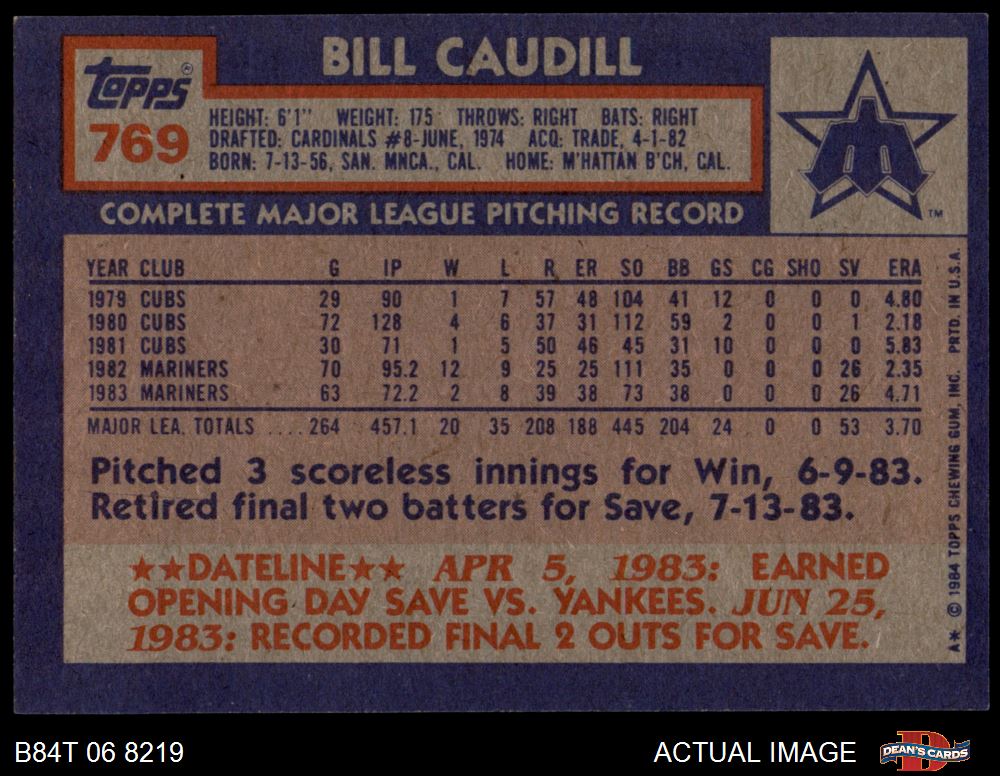 BILL CAUDILL
Topps ®
769
HEIGHT: 6'1" WEIGHT: 175 THROWS: RIGHT BATS: RIGHT
DRAFTED: CARDINALS #8-JUNE, 1974 ACQ: TRADE, 4-1-82
BORN: 7-13-56, SAN. MNCA., CAL. HOME: M'HATTAN B'CH, CAL.
TM
COMPLETE MAJOR LEAGUE PITCHING RECORD
YEAR CLUB G IP W L R ER SO BB GS CG SHO SV ERA
1979 CUBS 29 90 1 7 57 48 104 41 12 0 0 0 4.80
1980 CUBS 72 128 4 6 37 31 112 59 2 0 0 1 2.18
1981 CUBS 30 71 1 5 50 46 45 31 10 0 0 0 5.83
1982 MARINERS 70 95.2 12 9 25 25 111 35 0 0 0 26 2.35
1983 MARINERS 63 72.2 2 8 39 38 73 38 0 0 0 26 4.71
MAJOR LEA. TOTALS .... 264 457.1 20 35 208 188 445 204 24 0 0 53 3.70
Pitched 3 scoreless innings for Win, 6-9-83.
Retired final two batters for Save, 7-13-83.
★★DATELINE★★ APR 5, 1983: EARNED
OPENING DAY SAVE VS. YANKEES. JUN 25,
1983: RECORDED FINAL 2 OUTS FOR SAVE.
A* © 1984 TOPPS CHEWING GUM, INC. PRTD. IN U.S.A.
B84T 06 8219
ACTUAL IMAGE
DEAN'S CARDS